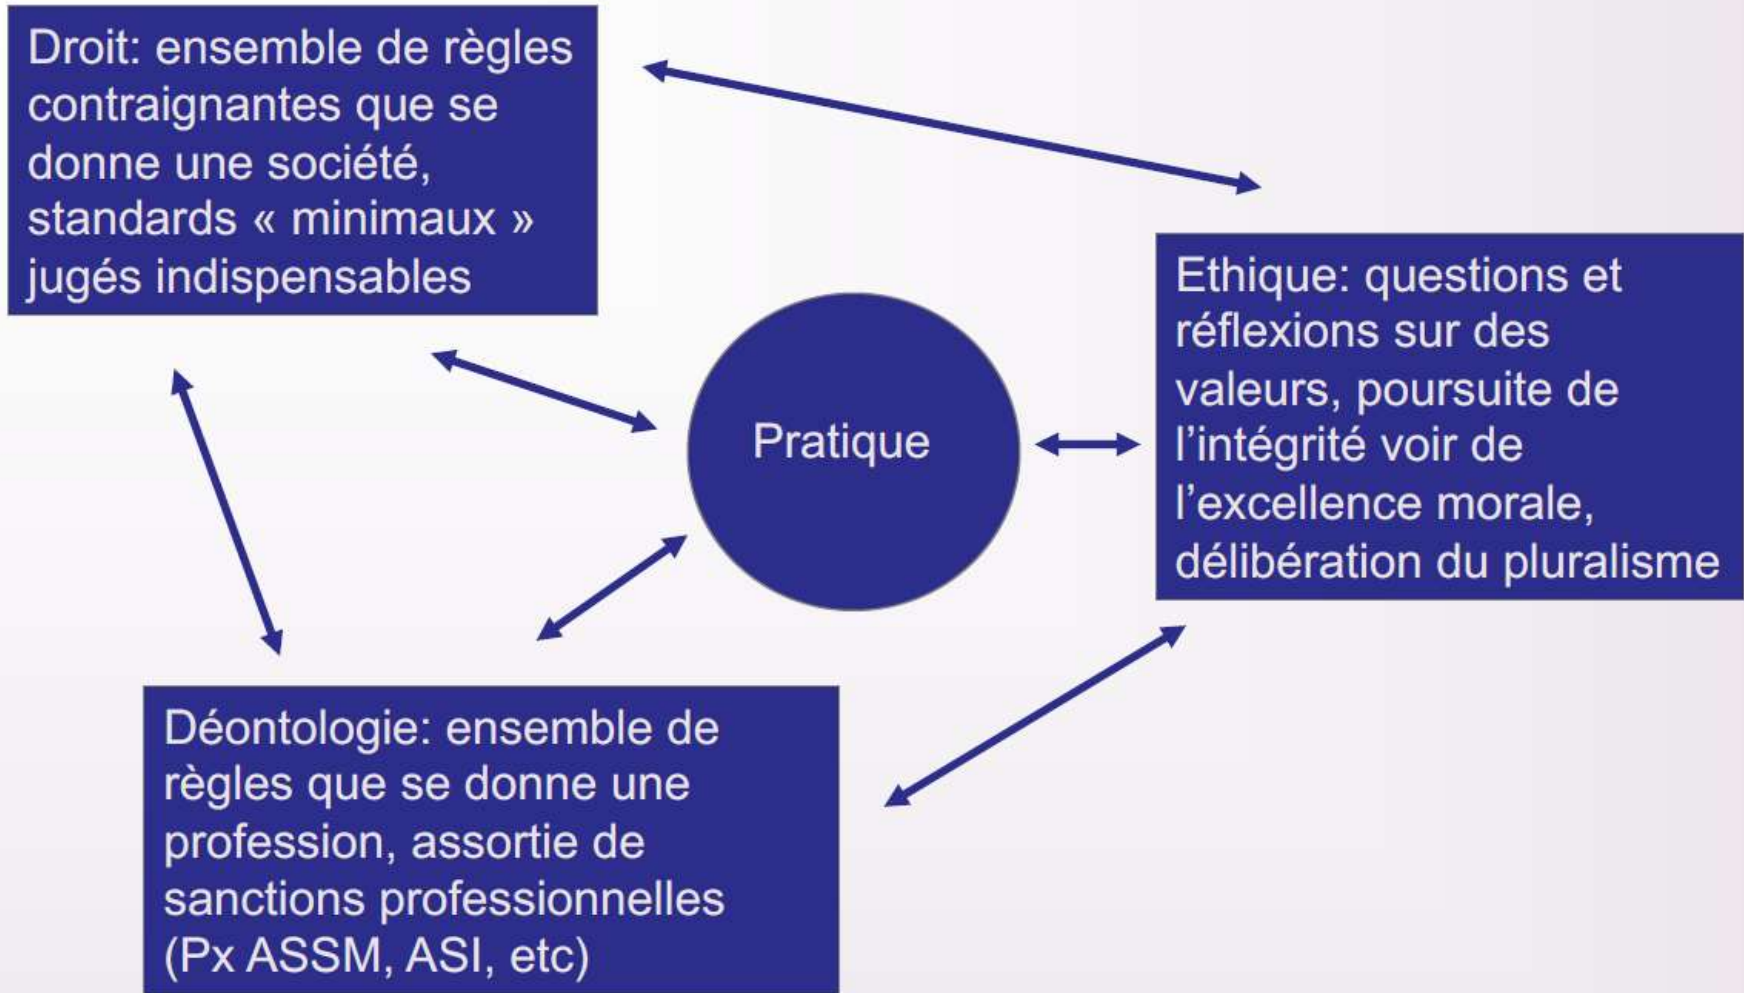 Droit: ensemble de règles
contraignantes que se
donne une société,
standards « minimaux »
jugés indispensables
Ethique: questions et
réflexions sur des
valeurs, poursuite de
l’intégrité voir de
l’excellence morale,
délibération du pluralisme
Pratique
Déontologie: ensemble de
règles que se donne une
profession, assortie de
sanctions professionnelles
(Px ASSM, ASI, etc)